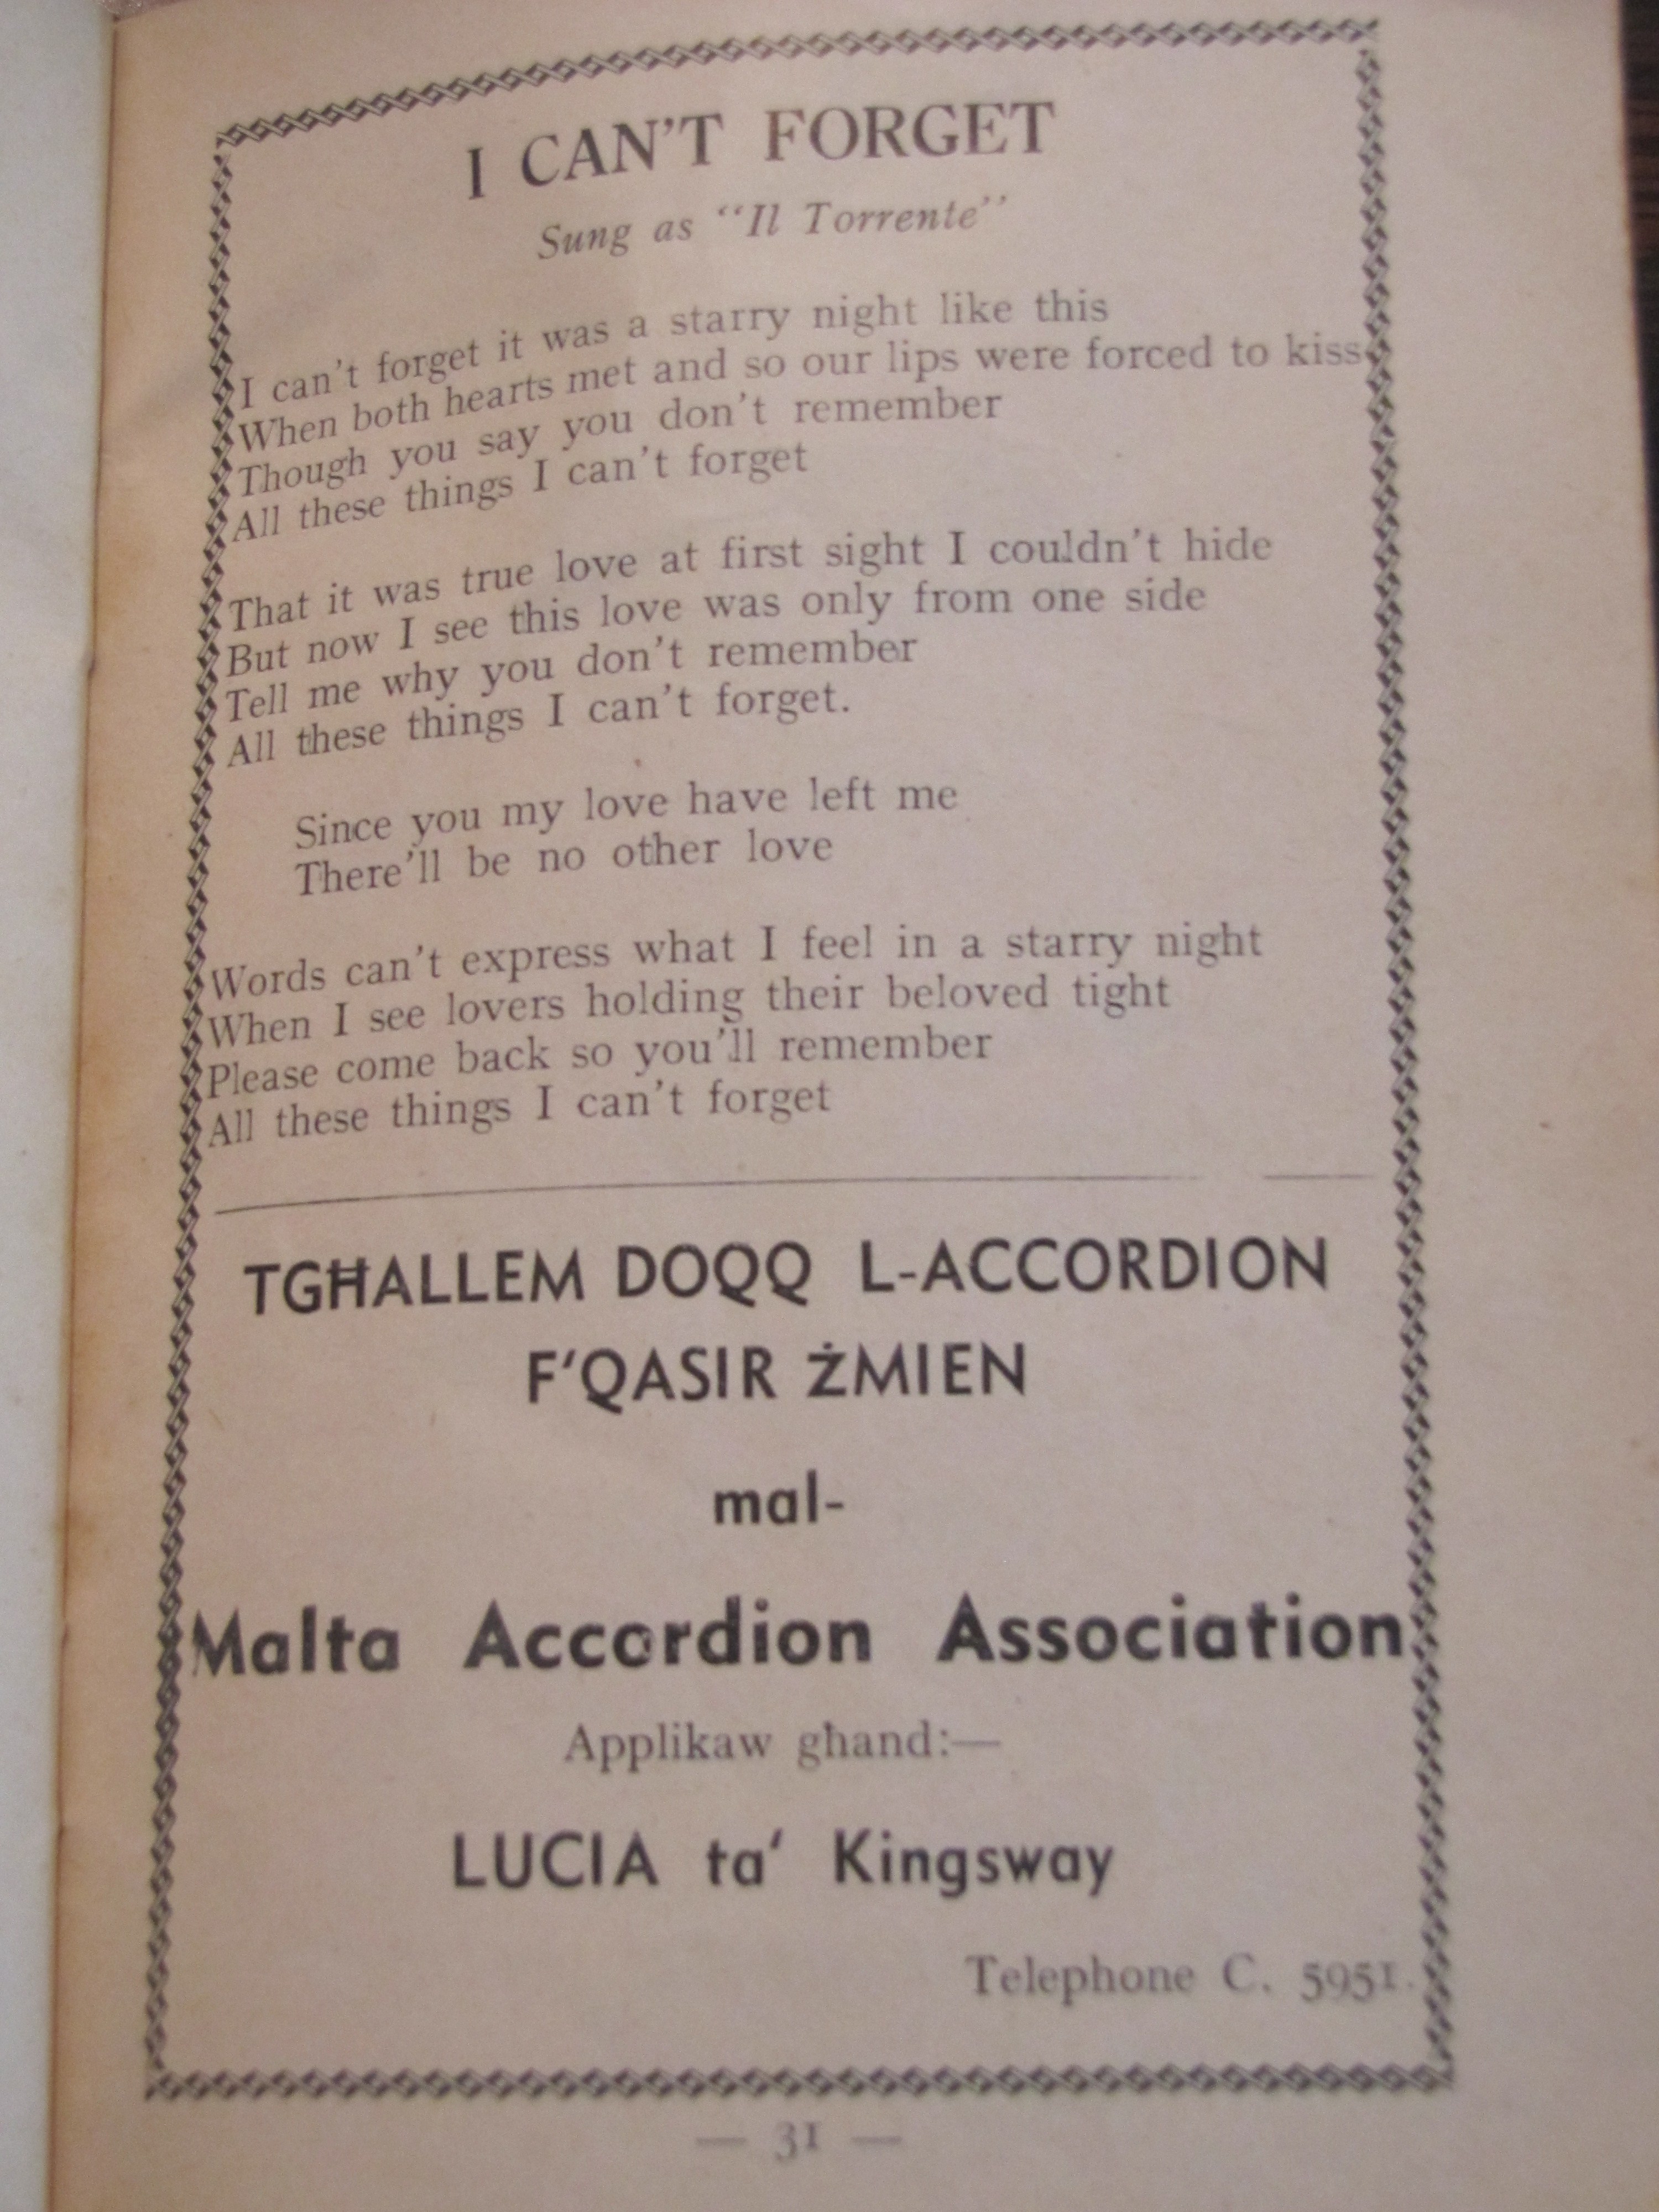 I CAN'T FORGET
Sung as "Il Torrente"
I can't forget it was a starry night like this
When both hearts met and so our lips were forced to kiss
Though you say you don't remember
All these things I can't forget
That it was true love at first sight I couldn't hide
But now I see this love was only from one side
Tell me why you don't remember
All these things I can't forget.
Since you my love have left me
There'll be no other love
Words can't express what I feel in a starry night
When I see lovers holding their beloved tight
Please come back so you'll remember
All these things I can't forget
TGĦALLEM DOQQ L-ACCORDION
F'QASIR ŻMIEN
mal-
Malta Accordion Association
Applikaw għand:—
LUCIA ta' Kingsway
Telephone C. 5951.
— 31 —